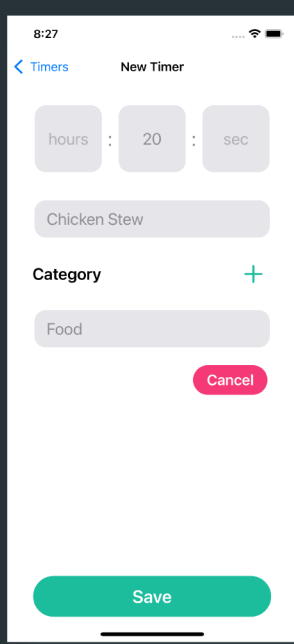 8:27
Timers New Timer
hours : 20 : sec
Chicken Stew
Category +
Food
Cancel
Save